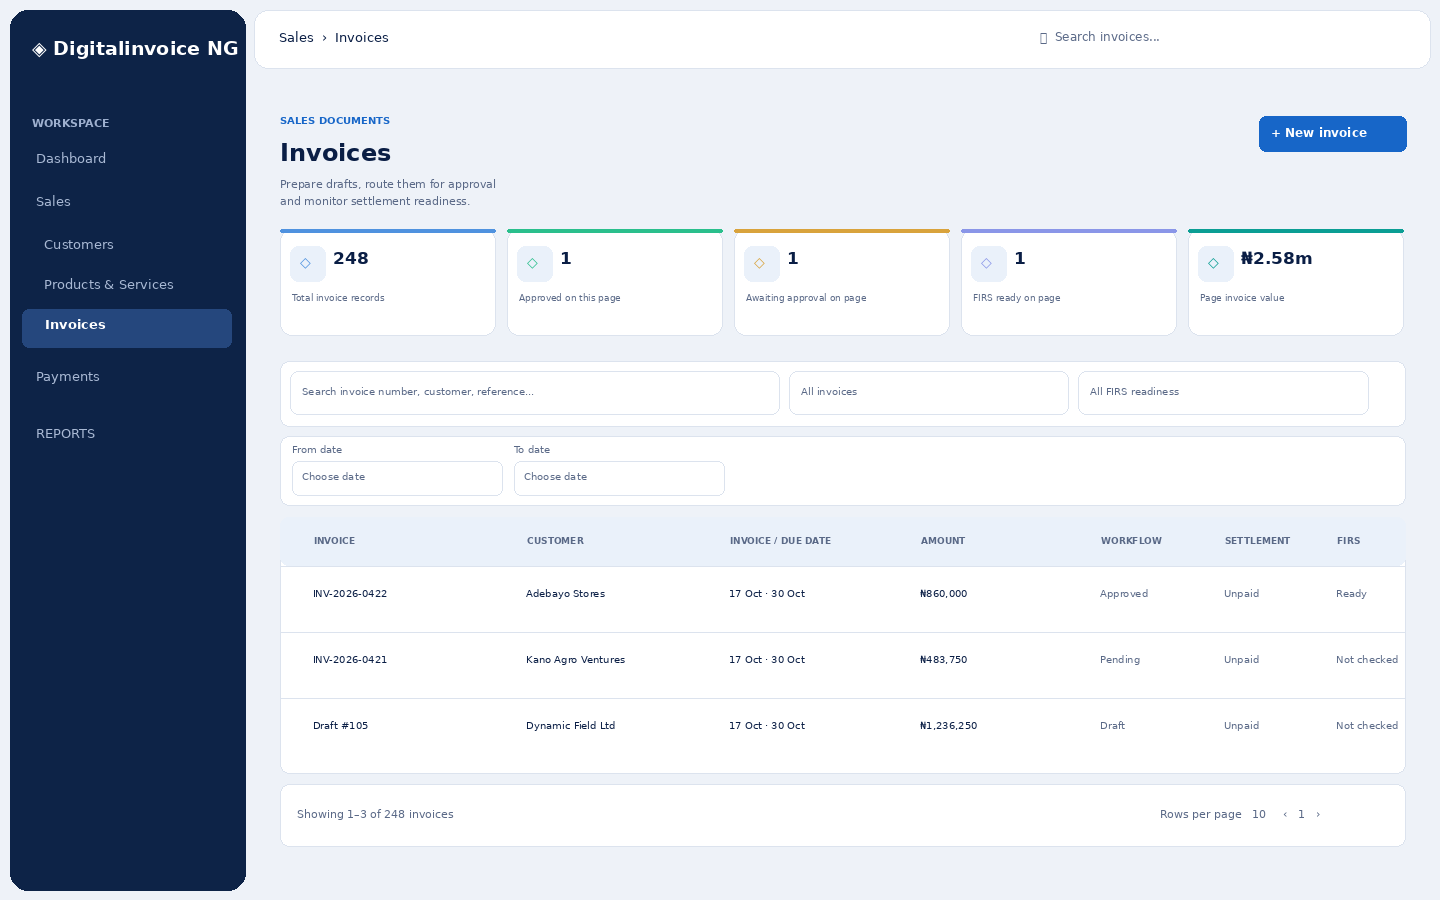 ◈ Digitalinvoice NG
WORKSPACE
Dashboard
Sales
Customers
Products & Services
Invoices
Payments
REPORTS
Sales › Invoices
Search invoices...
SALES DOCUMENTS
Invoices
Prepare drafts, route them for approval
and monitor settlement readiness.
+ New invoice
248
Total invoice records
1
Approved on this page
1
Awaiting approval on page
1
FIRS ready on page
₦2.58m
Page invoice value
Search invoice number, customer, reference...
All invoices
All FIRS readiness
From date
To date
Choose date
Choose date
INVOICE CUSTOMER INVOICE / DUE DATE AMOUNT WORKFLOW SETTLEMENT FIRS
INV-2026-0422 Adebayo Stores 17 Oct · 30 Oct ₦860,000 Approved Unpaid Ready
INV-2026-0421 Kano Agro Ventures 17 Oct · 30 Oct ₦483,750 Pending Unpaid Not checked
Draft #105 Dynamic Field Ltd 17 Oct · 30 Oct ₦1,236,250 Draft Unpaid Not checked
Showing 1–3 of 248 invoices
Rows per page 10 ‹ 1 ›